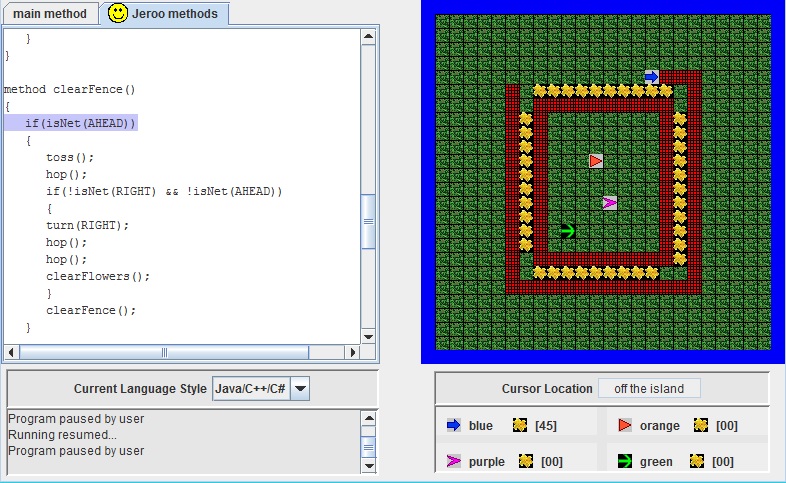 main method
Jeroo methods
}
}
method clearFence()
{
if(isNet(AHEAD))
{
toss();
hop();
if(!isNet(RIGHT) && !isNet(AHEAD))
{
turn(RIGHT);
hop();
hop();
clearFlowers();
}
clearFence();
}
Current Language Style Java/C++/C#
Program paused by user
Running resumed...
Program paused by user
Cursor Location off the island
blue [45]
orange [00]
purple [00]
green [00]